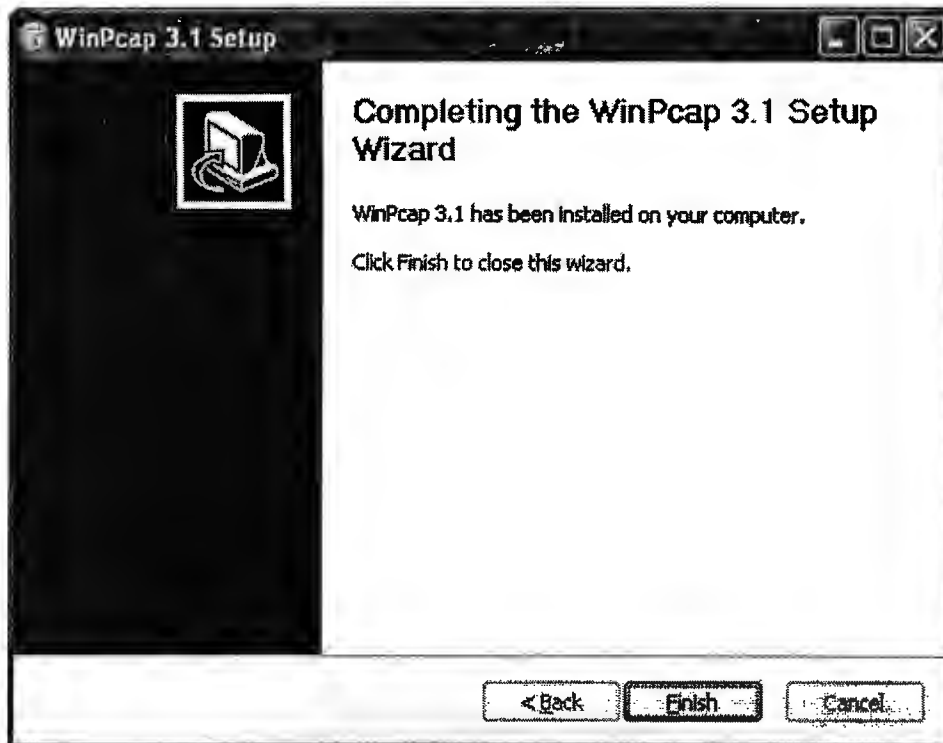 WinPcap 3.1 Setup
Completing the WinPcap 3.1 Setup
Wizard
WinPcap 3.1 has been installed on your computer.
Click Finish to close this wizard.
< Back
Finish
Cancel